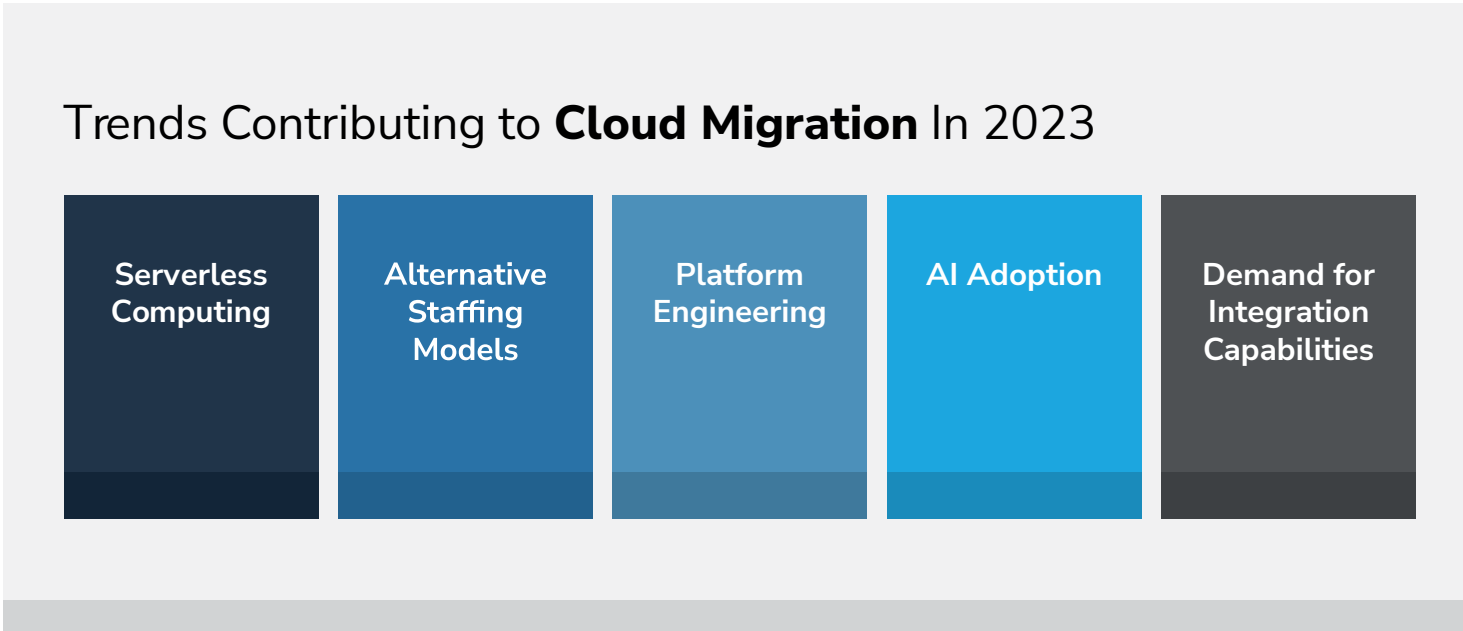 Trends Contributing to Cloud Migration In 2023
Serverless
Computing
Alternative
Staffing
Models
Platform
Engineering
AI Adoption
Demand for
Integration
Capabilities